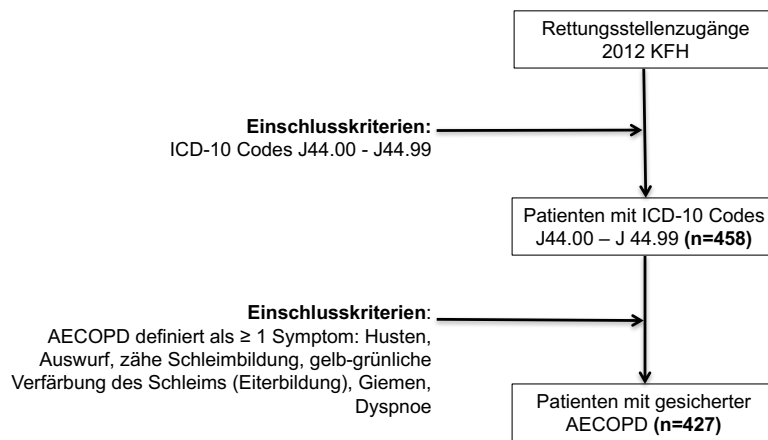 Rettungsstellenzugänge
2012 KFH
Einschlusskriterien:
ICD-10 Codes J44.00 - J44.99
Patienten mit ICD-10 Codes
J44.00 – J 44.99 (n=458)
Einschlusskriterien:
AECOPD definiert als ≥ 1 Symptom: Husten,
Auswurf, zähe Schleimbildung, gelb-grünliche
Verfärbung des Schleims (Eiterbildung), Giemen,
Dyspnoe
Patienten mit gesicherter
AECOPD (n=427)